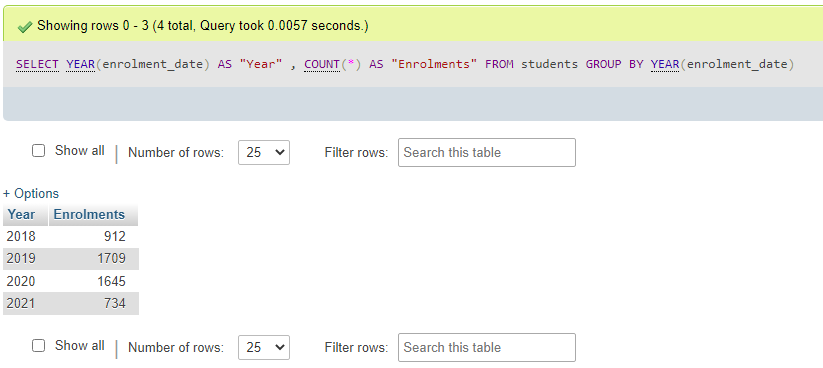 Showing rows 0 - 3 (4 total, Query took 0.0057 seconds.)
SELECT YEAR(enrolment_date) AS "Year" , COUNT(*) AS "Enrolments" FROM students GROUP BY YEAR(enrolment_date)
Show all | Number of rows: 25 Filter rows: Search this table
+ Options
Year Enrolments
2018 912
2019 1709
2020 1645
2021 734
Show all | Number of rows: 25 Filter rows: Search this table